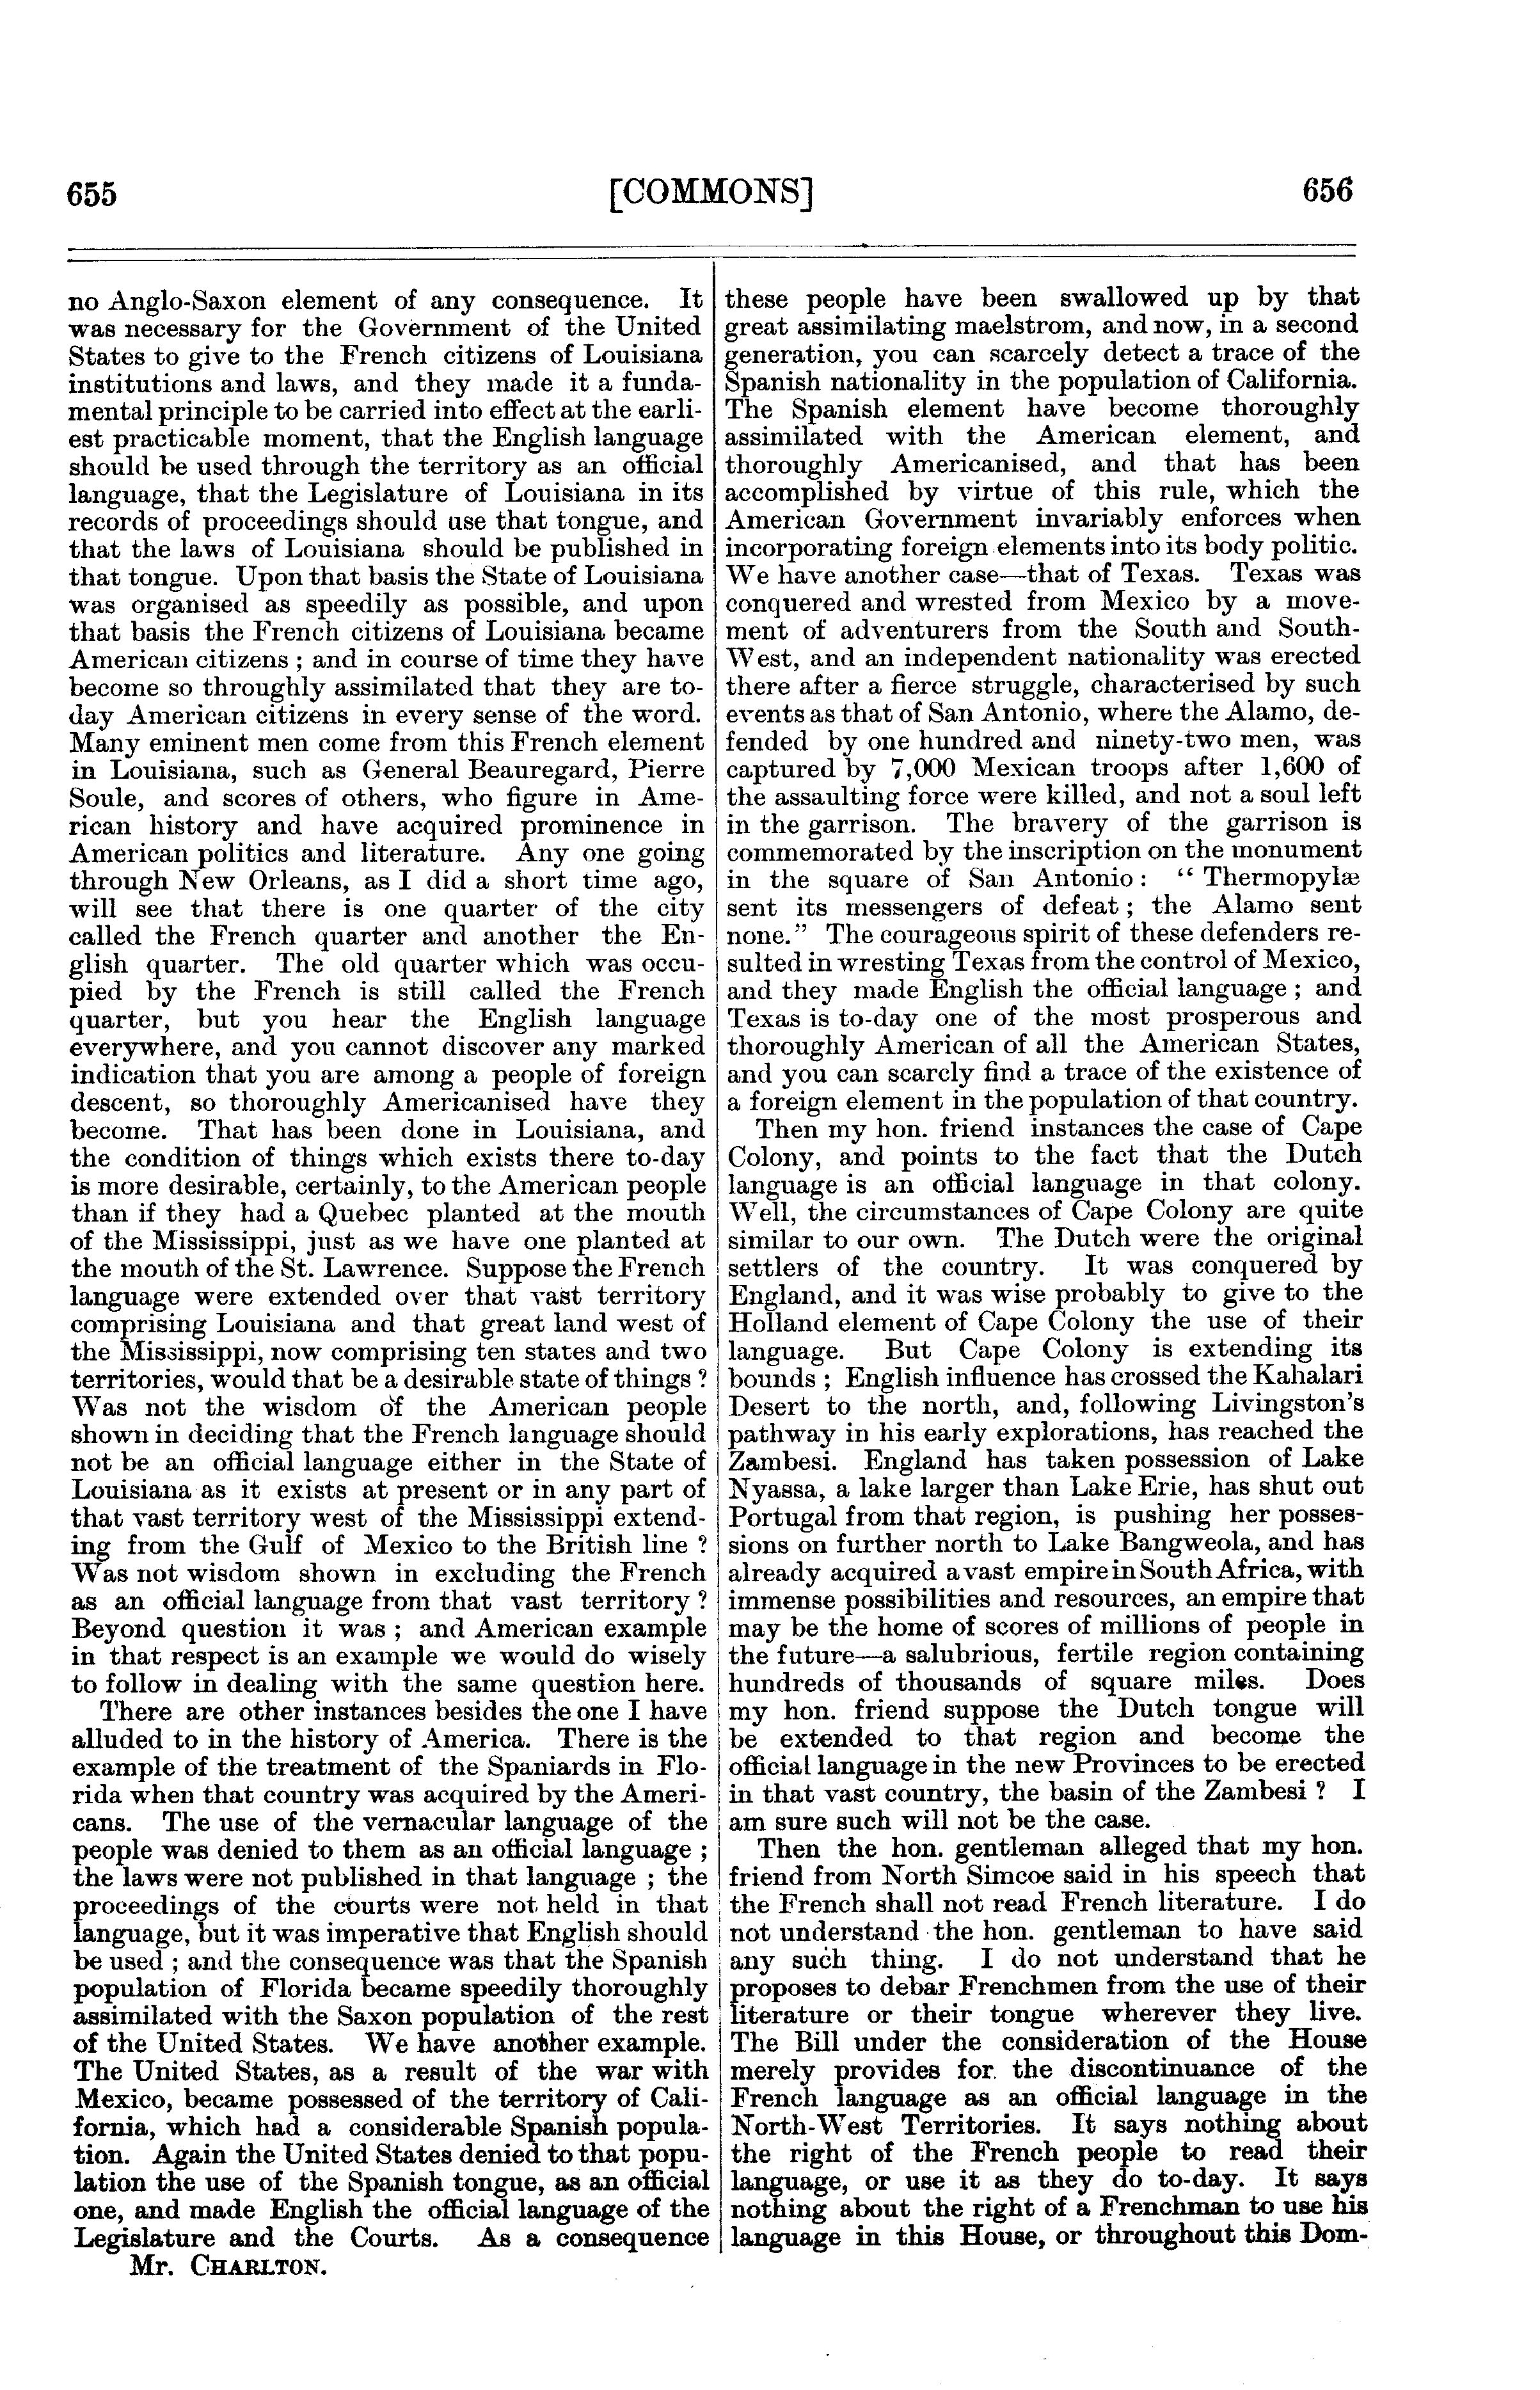 655
[COMMONS]
656
no Anglo-Saxon element of any consequence. It
was necessary for the Government of the United
States to give to the French citizens of Louisiana
institutions and laws, and they made it a funda-
mental principle to be carried into effect at the earli-
est practicable moment, that the English language
should be used through the territory as an official
language, that the Legislature of Louisiana in its
records of proceedings should use that tongue, and
that the laws of Louisiana should be published in
that tongue. Upon that basis the State of Louisiana
was organised as speedily as possible, and upon
that basis the French citizens of Louisiana became
American citizens ; and in course of time they have
become so throughly assimilated that they are to-
day American citizens in every sense of the word.
Many eminent men come from this French element
in Louisiana, such as General Beauregard, Pierre
Soule, and scores of others, who figure in Ame-
rican history and have acquired prominence in
American politics and literature. Any one going
through New Orleans, as I did a short time ago,
will see that there is one quarter of the city
called the French quarter and another the En-
glish quarter. The old quarter which was occu-
pied by the French is still called the French
quarter, but you hear the English language
everywhere, and you cannot discover any marked
indication that you are among a people of foreign
descent, so thoroughly Americanised have they
become. That has been done in Louisiana, and
the condition of things which exists there to-day
is more desirable, certainly, to the American people
than if they had a Quebec planted at the mouth
of the Mississippi, just as we have one planted at
the mouth of the St. Lawrence. Suppose the French
language were extended over that vast territory
comprising Louisiana and that great land west of
the Mississippi, now comprising ten states and two
territories, would that be a desirable state of things ?
Was not the wisdom of the American people
shown in deciding that the French language should
not be an official language either in the State of
Louisiana as it exists at present or in any part of
that vast territory west of the Mississippi extend-
ing from the Gulf of Mexico to the British line ?
Was not wisdom shown in excluding the French
as an official language from that vast territory ?
Beyond question it was ; and American example
in that respect is an example we would do wisely
to follow in dealing with the same question here.
There are other instances besides the one I have
alluded to in the history of America. There is the
example of the treatment of the Spaniards in Flo-
rida when that country was acquired by the Ameri-
cans. The use of the vernacular language of the
people was denied to them as an official language ;
the laws were not published in that language ; the
proceedings of the courts were not held in that
language, but it was imperative that English should
be used ; and the consequence was that the Spanish
population of Florida became speedily thoroughly
assimilated with the Saxon population of the rest
of the United States. We have another example.
The United States, as a result of the war with
Mexico, became possessed of the territory of Cali-
fornia, which had a considerable Spanish popula-
tion. Again the United States denied to that popu-
lation the use of the Spanish tongue, as an official
one, and made English the official language of the
Legislature and the Courts. As a consequence
Mr. CHARLTON.
these people have been swallowed up by that
great assimilating maelstrom, and now, in a second
generation, you can scarcely detect a trace of the
Spanish nationality in the population of California.
The Spanish element have become thoroughly
assimilated with the American element, and
thoroughly Americanised, and that has been
accomplished by virtue of this rule, which the
American Government invariably enforces when
incorporating foreign elements into its body politic.
We have another case—that of Texas. Texas was
conquered and wrested from Mexico by a move-
ment of adventurers from the South and South-
West, and an independent nationality was erected
there after a fierce struggle, characterised by such
events as that of San Antonio, where the Alamo, de-
fended by one hundred and ninety-two men, was
captured by 7,000 Mexican troops after 1,600 of
the assaulting force were killed, and not a soul left
in the garrison. The bravery of the garrison is
commemorated by the inscription on the monument
in the square of San Antonio : " Thermopylæ
sent its messengers of defeat ; the Alamo sent
none." The courageous spirit of these defenders re-
sulted in wresting Texas from the control of Mexico,
and they made English the official language ; and
Texas is to-day one of the most prosperous and
thoroughly American of all the American States,
and you can scarcly find a trace of the existence of
a foreign element in the population of that country.
Then my hon. friend instances the case of Cape
Colony, and points to the fact that the Dutch
language is an official language in that colony.
Well, the circumstances of Cape Colony are quite
similar to our own. The Dutch were the original
settlers of the country. It was conquered by
England, and it was wise probably to give to the
Holland element of Cape Colony the use of their
language. But Cape Colony is extending its
bounds ; English influence has crossed the Kahalari
Desert to the north, and, following Livingston's
pathway in his early explorations, has reached the
Zambesi. England has taken possession of Lake
Nyassa, a lake larger than Lake Erie, has shut out
Portugal from that region, is pushing her posses-
sions on further north to Lake Bangweola, and has
already acquired a vast empire in South Africa, with
immense possibilities and resources, an empire that
may be the home of scores of millions of people in
the future—a salubrious, fertile region containing
hundreds of thousands of square miles. Does
my hon. friend suppose the Dutch tongue will
be extended to that region and become the
official language in the new Provinces to be erected
in that vast country, the basin of the Zambesi ? I
am sure such will not be the case.
Then the hon. gentleman alleged that my hon.
friend from North Simcoe said in his speech that
the French shall not read French literature. I do
not understand the hon. gentleman to have said
any such thing. I do not understand that he
proposes to debar Frenchmen from the use of their
literature or their tongue wherever they live.
The Bill under the consideration of the House
merely provides for the discontinuance of the
French language as an official language in the
North-West Territories. It says nothing about
the right of the French people to read their
language, or use it as they do to-day. It says
nothing about the right of a Frenchman to use his
language in this House, or throughout this Dom-